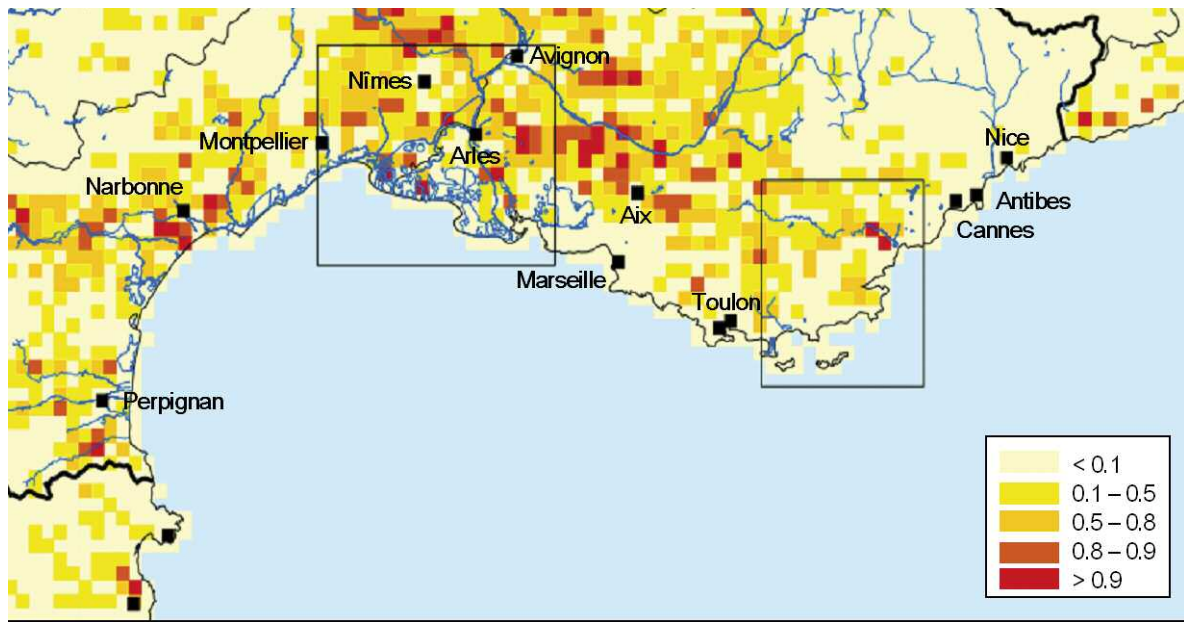 Avignon
Nîmes
Montpellier
Arles
Nice
Narbonne
Aix
Antibes
Cannes
Marseille
Toulon
Perpignan
< 0.1
0.1 – 0.5
0.5 – 0.8
0.8 – 0.9
> 0.9